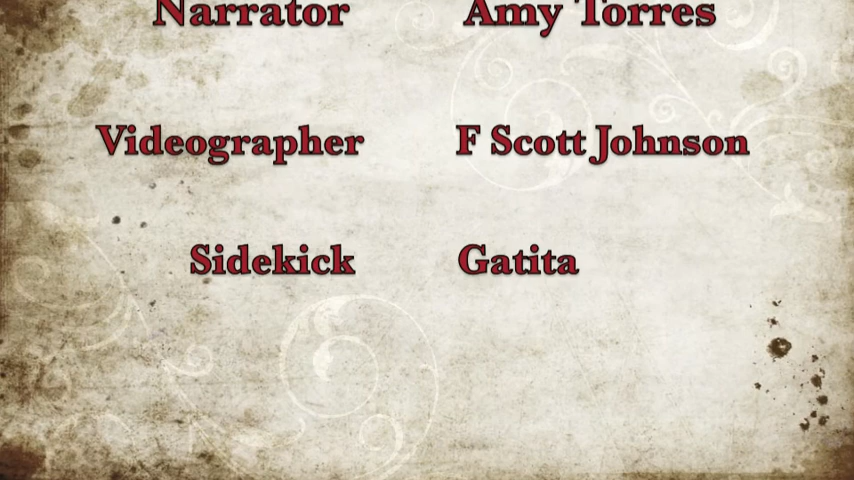 Narrator Amy Torres
Videographer F Scott Johnson
Sidekick Gatita